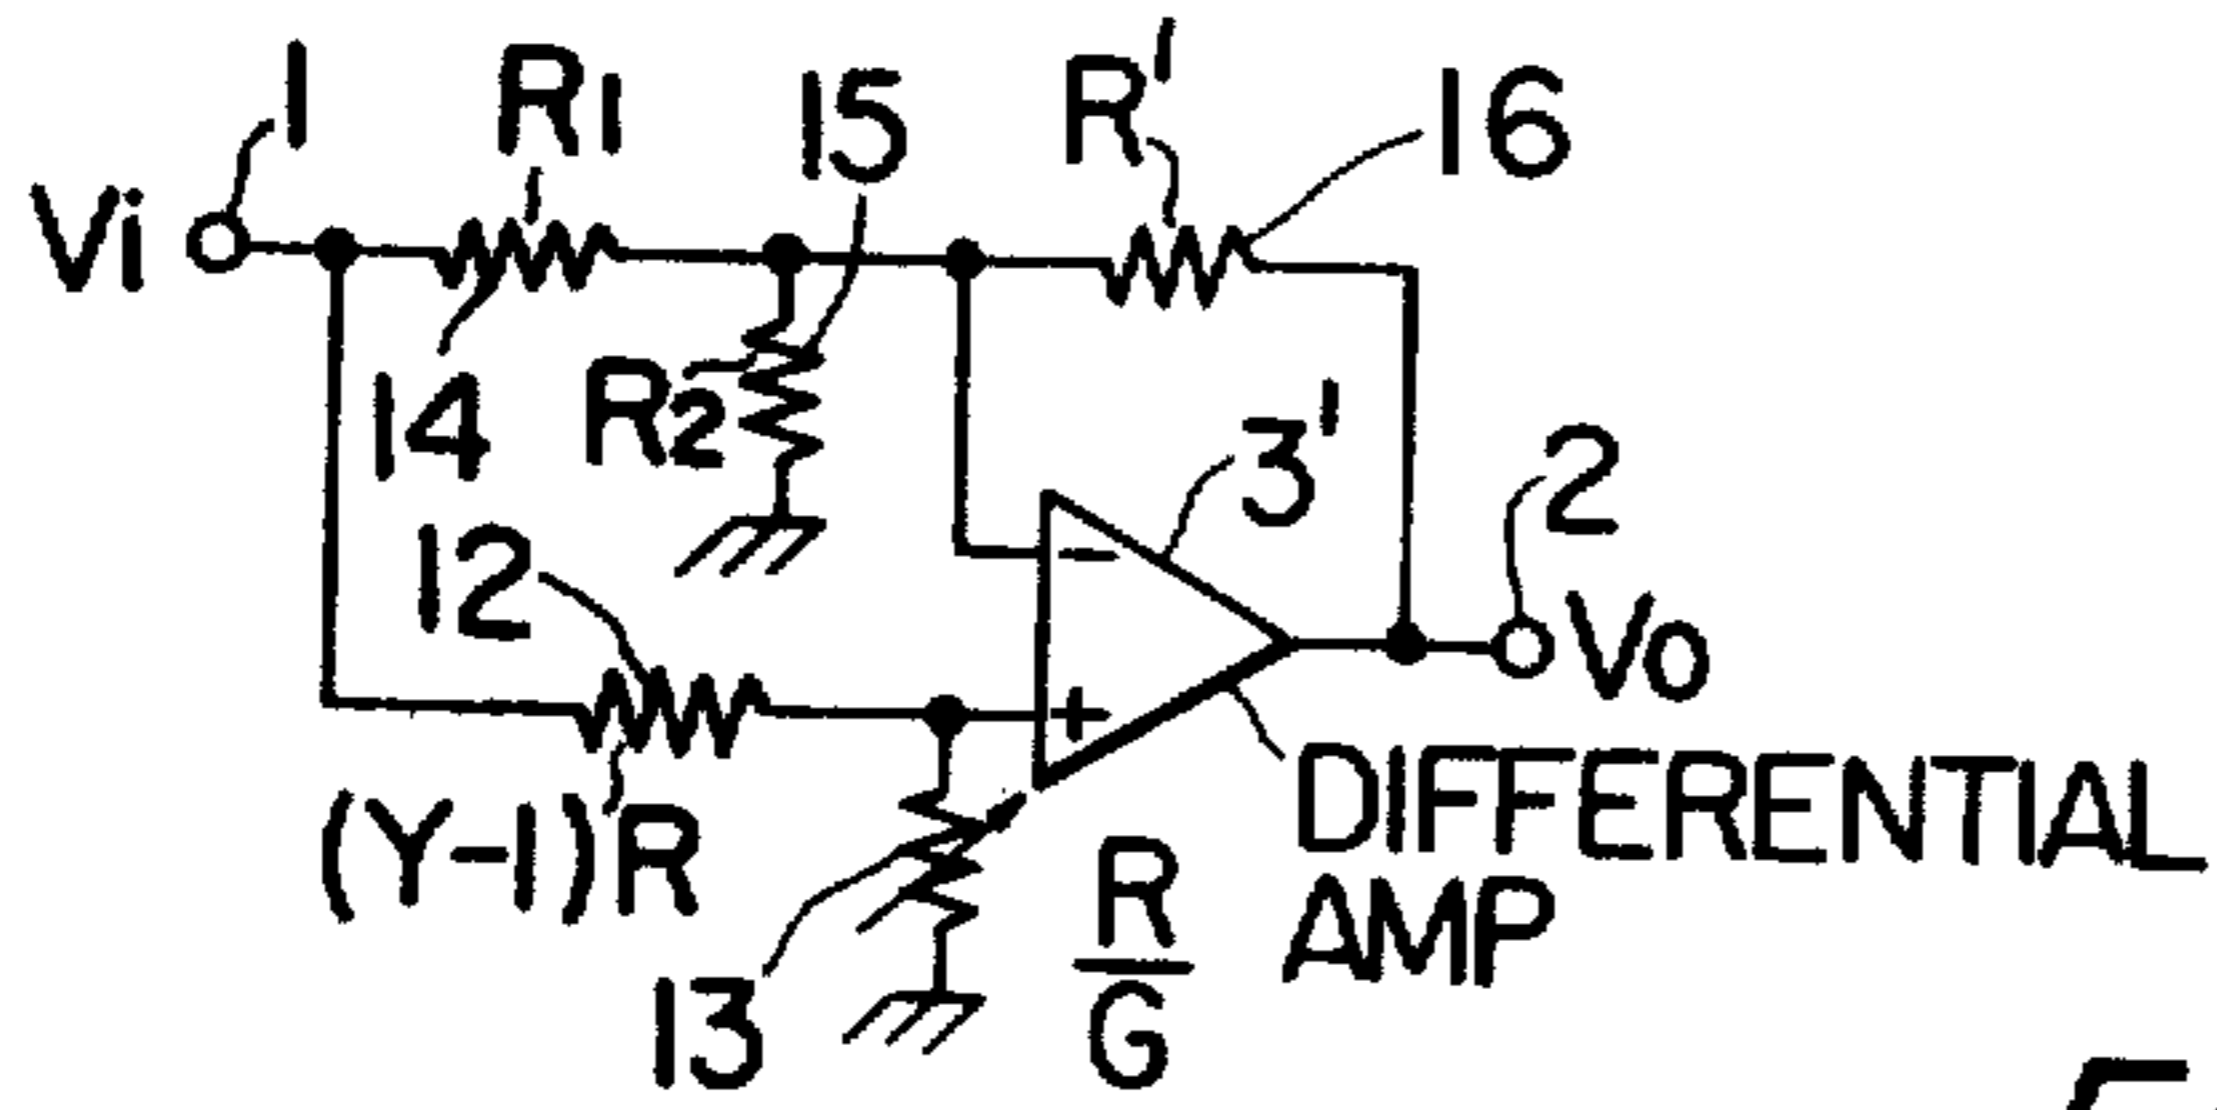 1
R1
15
R'
16
Vi
14
R2
3'
2
12
Vo
−
+
(Y-1)R
DIFFERENTIAL
AMP
13
R
G